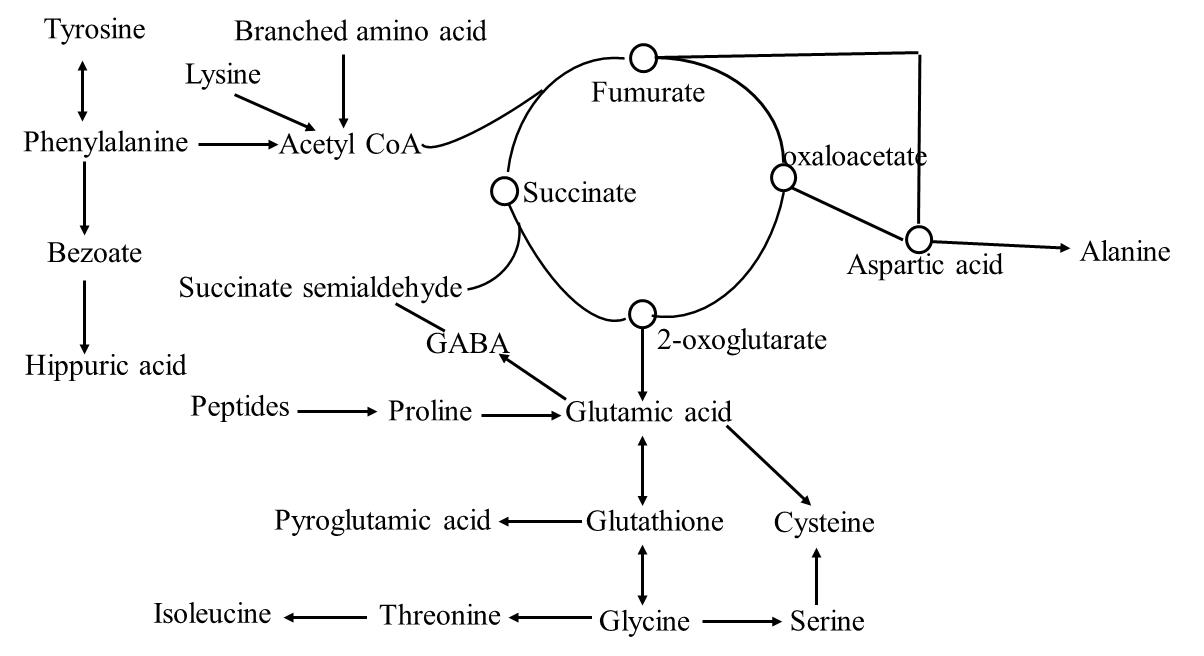 Tyrosine
Branched amino acid
Lysine
Fumurate
Phenylalanine
Acetyl CoA
oxaloacetate
Succinate
Bezoate
Alanine
Aspartic acid
Succinate semialdehyde
GABA
2-oxoglutarate
Hippuric acid
Peptides
Proline
Glutamic acid
Pyroglutamic acid
Glutathione
Cysteine
Isoleucine
Threonine
Glycine
Serine